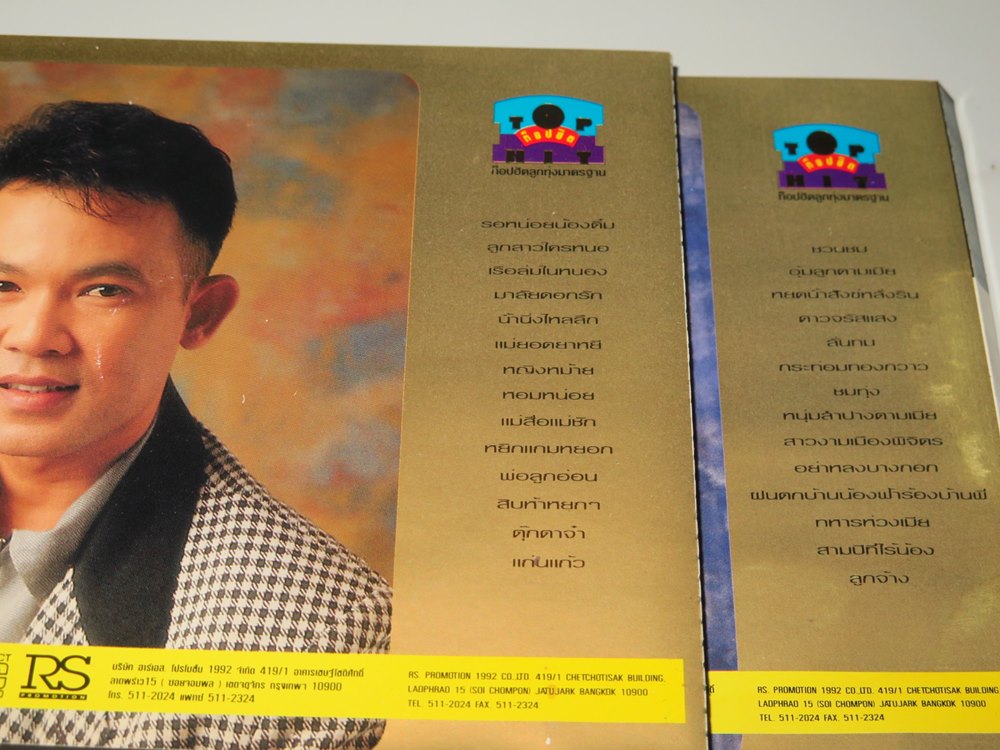 TOP
ท็อปฮิต
HIT
ท็อปฮิตลูกทุ่งมาตรฐาน
รอหน่อยน้องติ๋ม
ลูกสาวใครหนอ
เรือล่มในหนอง
มาลัยดอกรัก
น้ำนิ่งไหลลึก
แม่ยอดยาหยี
หญิงหม้าย
หอมหน่อย
แม่สื่อแม่ชัก
หยิกแกมหยอก
พ่อลูกอ่อน
สิบห้าหยกๆ
ตุ๊กตาจ๋า
แก่นแก้ว
RS
PROMOTION
บริษัท อาร์เอส. โปรโมชั่น 1992 จำกัด 419/1 อาคารเชษฐโชติศักดิ์
ลาดพร้าว15 ( ซอยจอมพล ) เขตจตุจักร กรุงเทพฯ 10900
โทร. 511-2024 แฟกซ์ 511-2324
RS. PROMOTION 1992 CO.,LTD. 419/1 CHETCHOTISAK BUILDING.
LADPHRAO 15 (SOI CHOMPON) JATUJARK BANGKOK 10900
TEL. 511-2024 FAX. 511-2324
TOP
ท็อปฮิต
HIT
ท็อปฮิตลูกทุ่งมาตรฐาน
ชวนชม
อุ้มลูกตามเมีย
หยดน้ำสังข์หลั่งริน
ดาวจรัสแสง
ลั่นทม
กระท่อมทองกวาว
ชมทุ่ง
หนุ่มลำปางตามเมีย
สาวงามเมืองพิจิตร
อย่าหลงบางกอก
ฝนตกบ้านน้องฟ้าร้องบ้านพี่
ทหารห่วงเมีย
สามปีที่ไร้น้อง
ลูกจ้าง
RS. PROMOTION 1992 CO.,LTD. 419/1 CHETCHOTISAK BUILDING.
LADPHRAO 15 (SOI CHOMPON) JATUJARK BANGKOK 10900
TEL. 511-2024 FAX. 511-2324